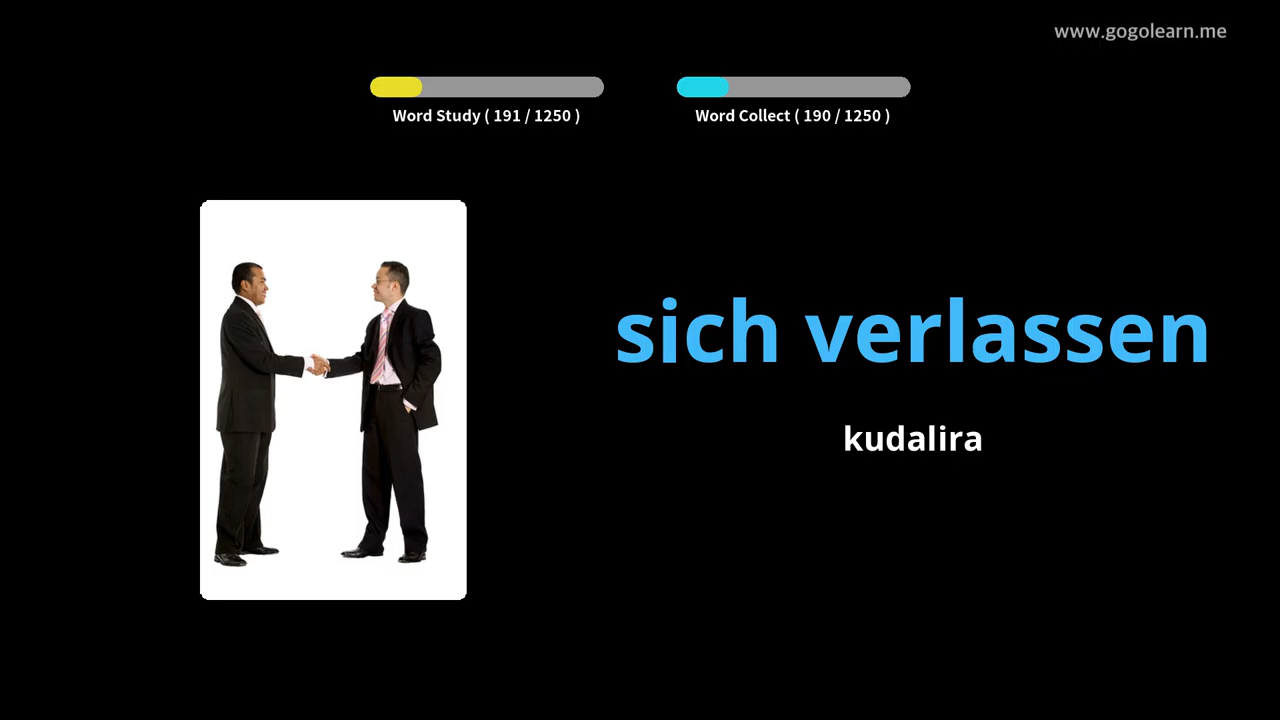 www.gogolearn.me
Word Study ( 191 / 1250 )
Word Collect ( 190 / 1250 )
sich verlassen
kudalira